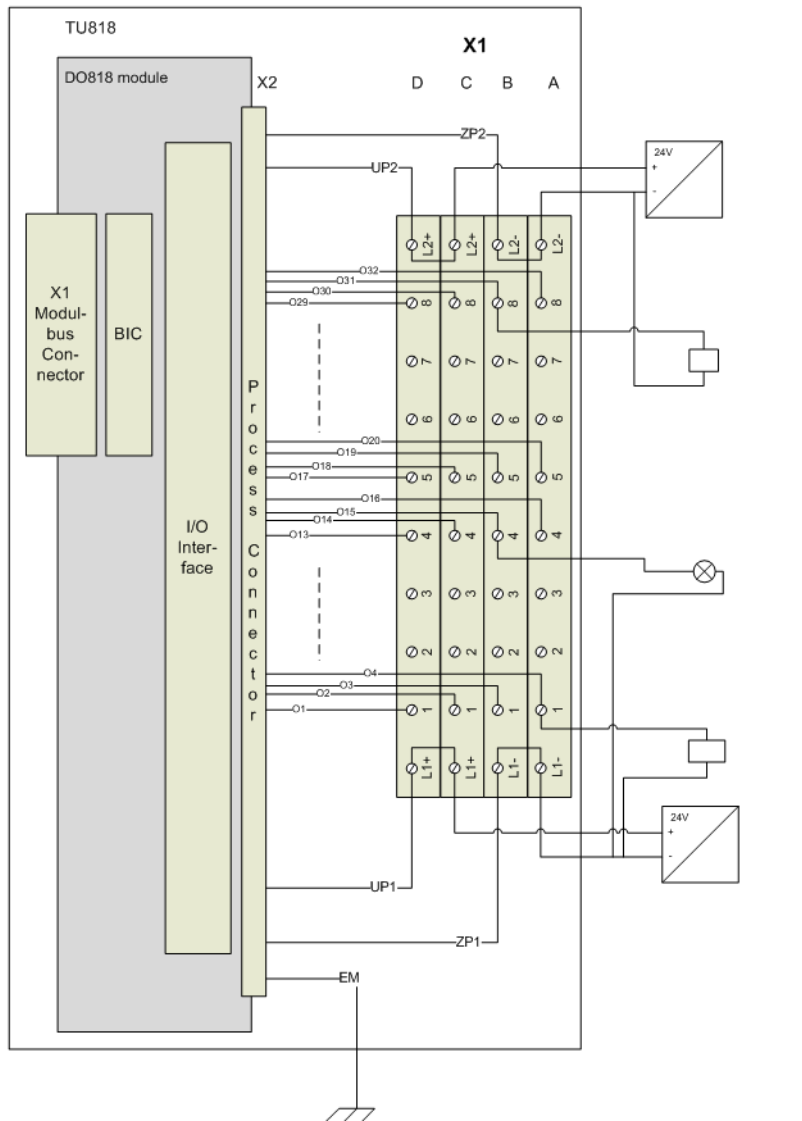 TU818
X1
DO818 module
X2
D C B A
ZP2
24V
UP2
+
-
L2+ L2+ L2- L2-
O32
O31
O30
O29
8 8 8 8
X1
Modul-
bus
Con-
nector
BIC
7 7 7 7
Process Connector
6 6 6 6
O20
O19
O18
O17
5 5 5 5
O16
O15
O14
O13
4 4 4 4
I/O
Inter-
face
3 3 3 3
2 2 2 2
O4
O3
O2
O1
1 1 1 1
L1+ L1+ L1- L1-
24V
+
-
UP1
ZP1
EM